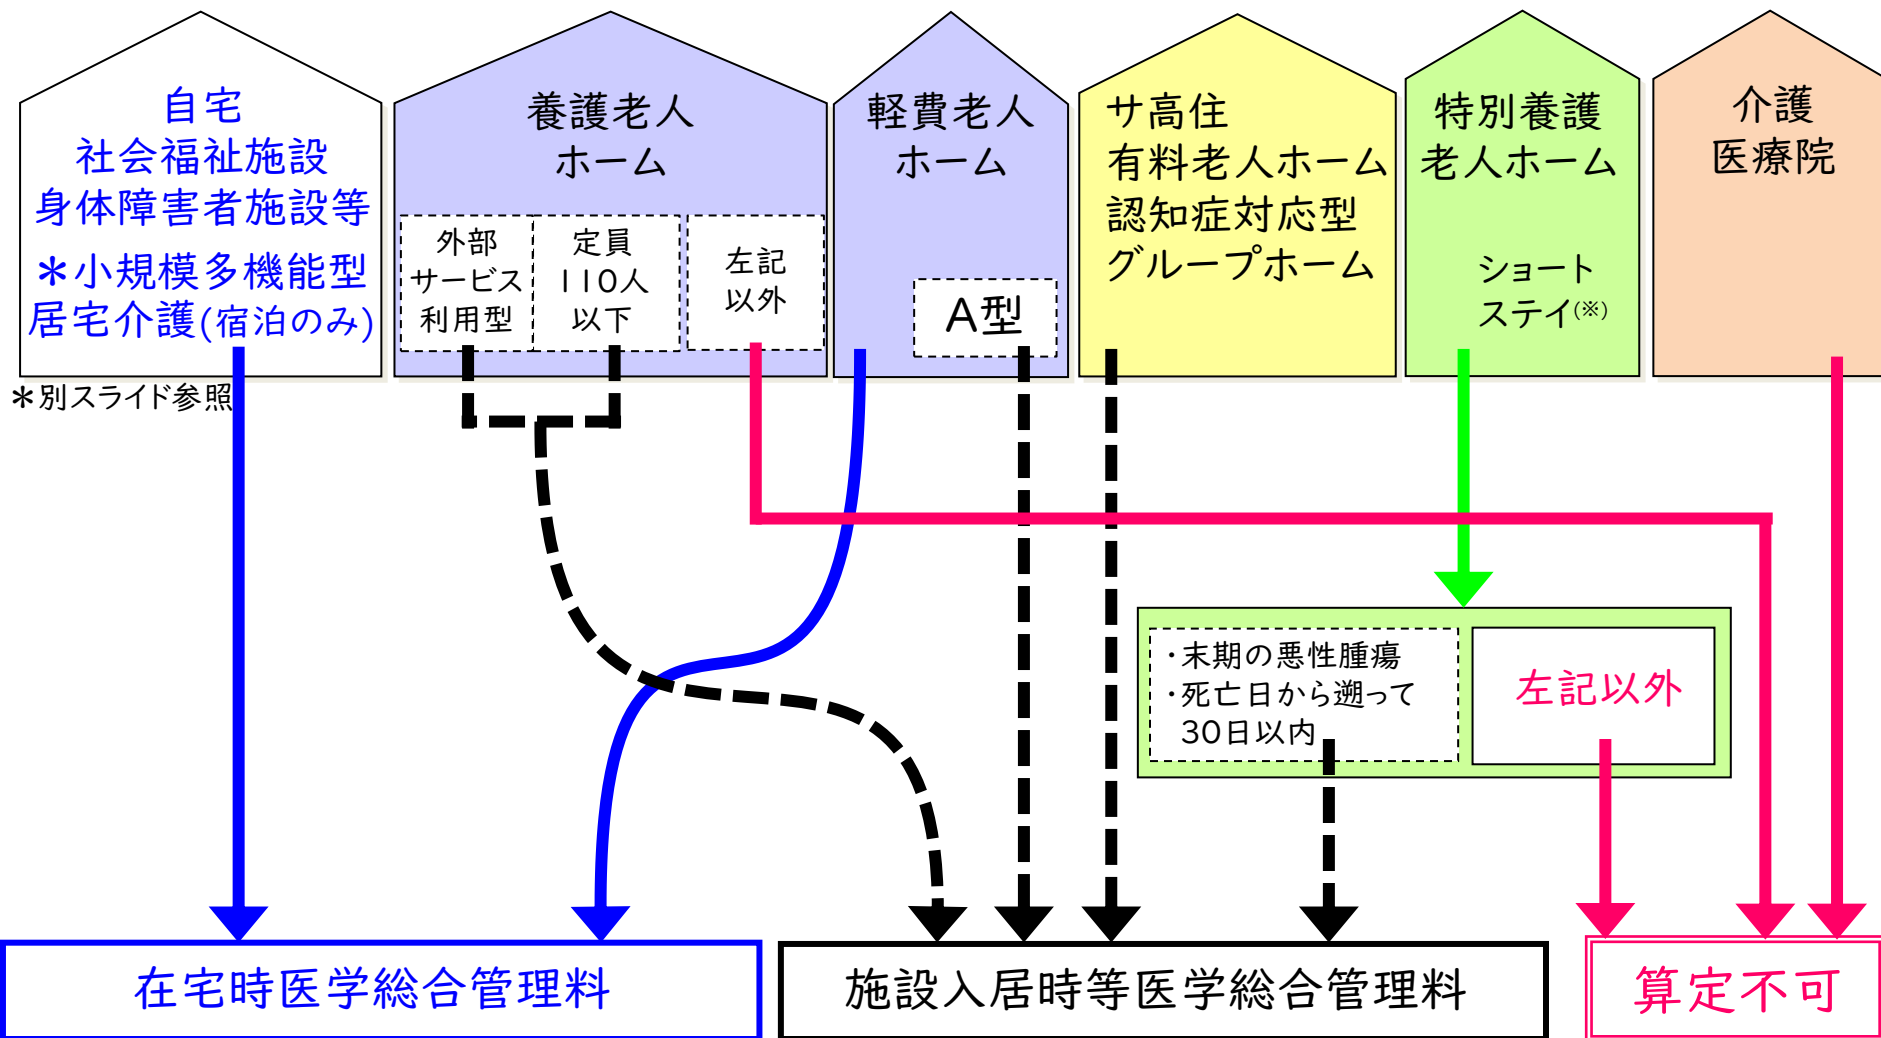 自宅
社会福祉施設
身体障害者施設等
＊小規模多機能型
居宅介護(宿泊のみ)
＊別スライド参照
養護老人
ホーム
外部
サービス
利用型
定員
110人
以下
左記
以外
軽費老人
ホーム
A型
サ高住
有料老人ホーム
認知症対応型
グループホーム
特別養護
老人ホーム
ショート
ステイ(※)
介護
医療院
・末期の悪性腫瘍
・死亡日から遡って
30日以内
左記以外
在宅時医学総合管理料
施設入居時等医学総合管理料
算定不可